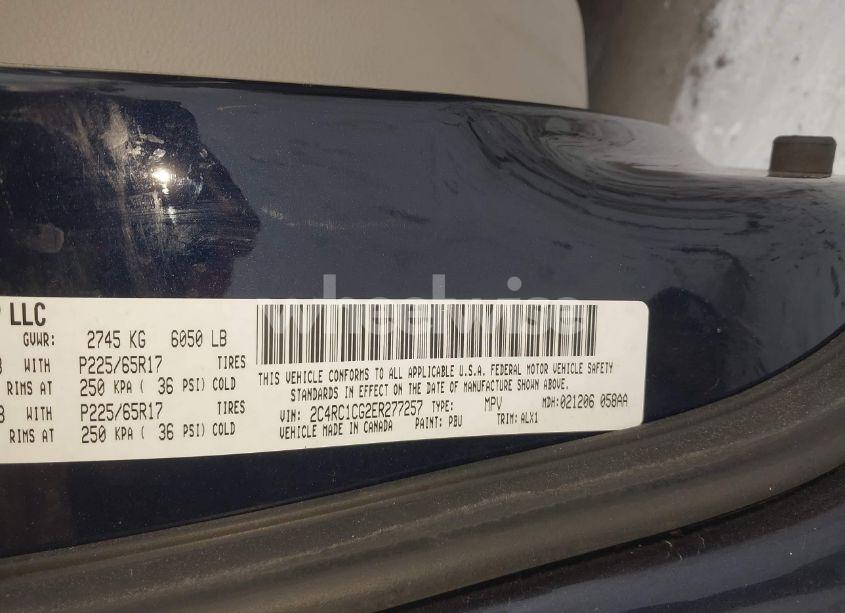 LLC
GVWR: 2745 KG 6050 LB
WITH P225/65R17 TIRES
RIMS AT 250 KPA ( 36 PSI) COLD
WITH P225/65R17 TIRES
RIMS AT 250 KPA ( 36 PSI) COLD
wheelwise
THIS VEHICLE CONFORMS TO ALL APPLICABLE U.S.A. FEDERAL MOTOR VEHICLE SAFETY
STANDARDS IN EFFECT ON THE DATE OF MANUFACTURE SHOWN ABOVE.
VIN: 2C4RC1CG2ER277257 TYPE: MPV MDH: 021206 058AA
VEHICLE MADE IN CANADA PAINT: PBU TRIM: ALX1